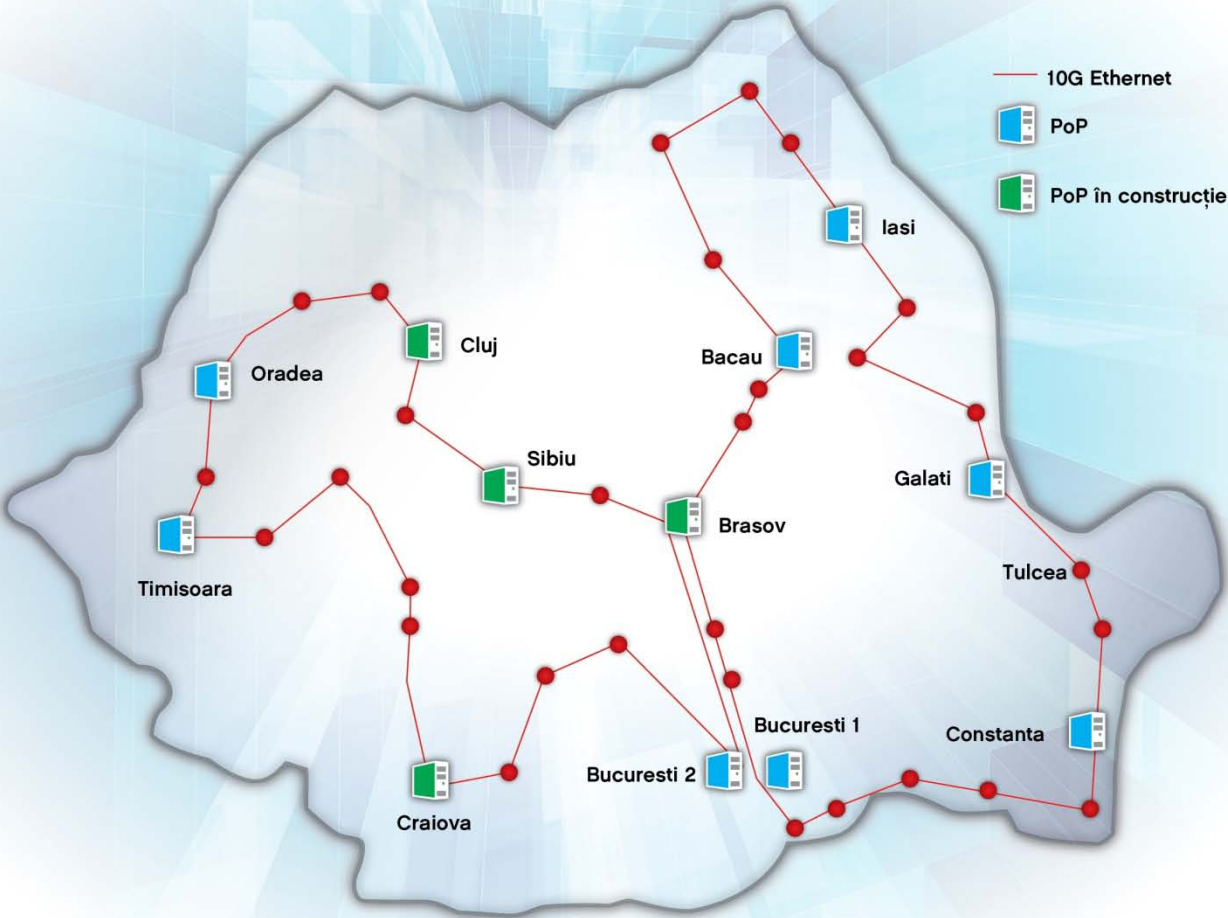 10G Ethernet
PoP
PoP în construcție
Iasi
Cluj
Bacau
Oradea
Sibiu
Galati
Brasov
Tulcea
Timisoara
Bucuresti 1
Constanta
Bucuresti 2
Craiova